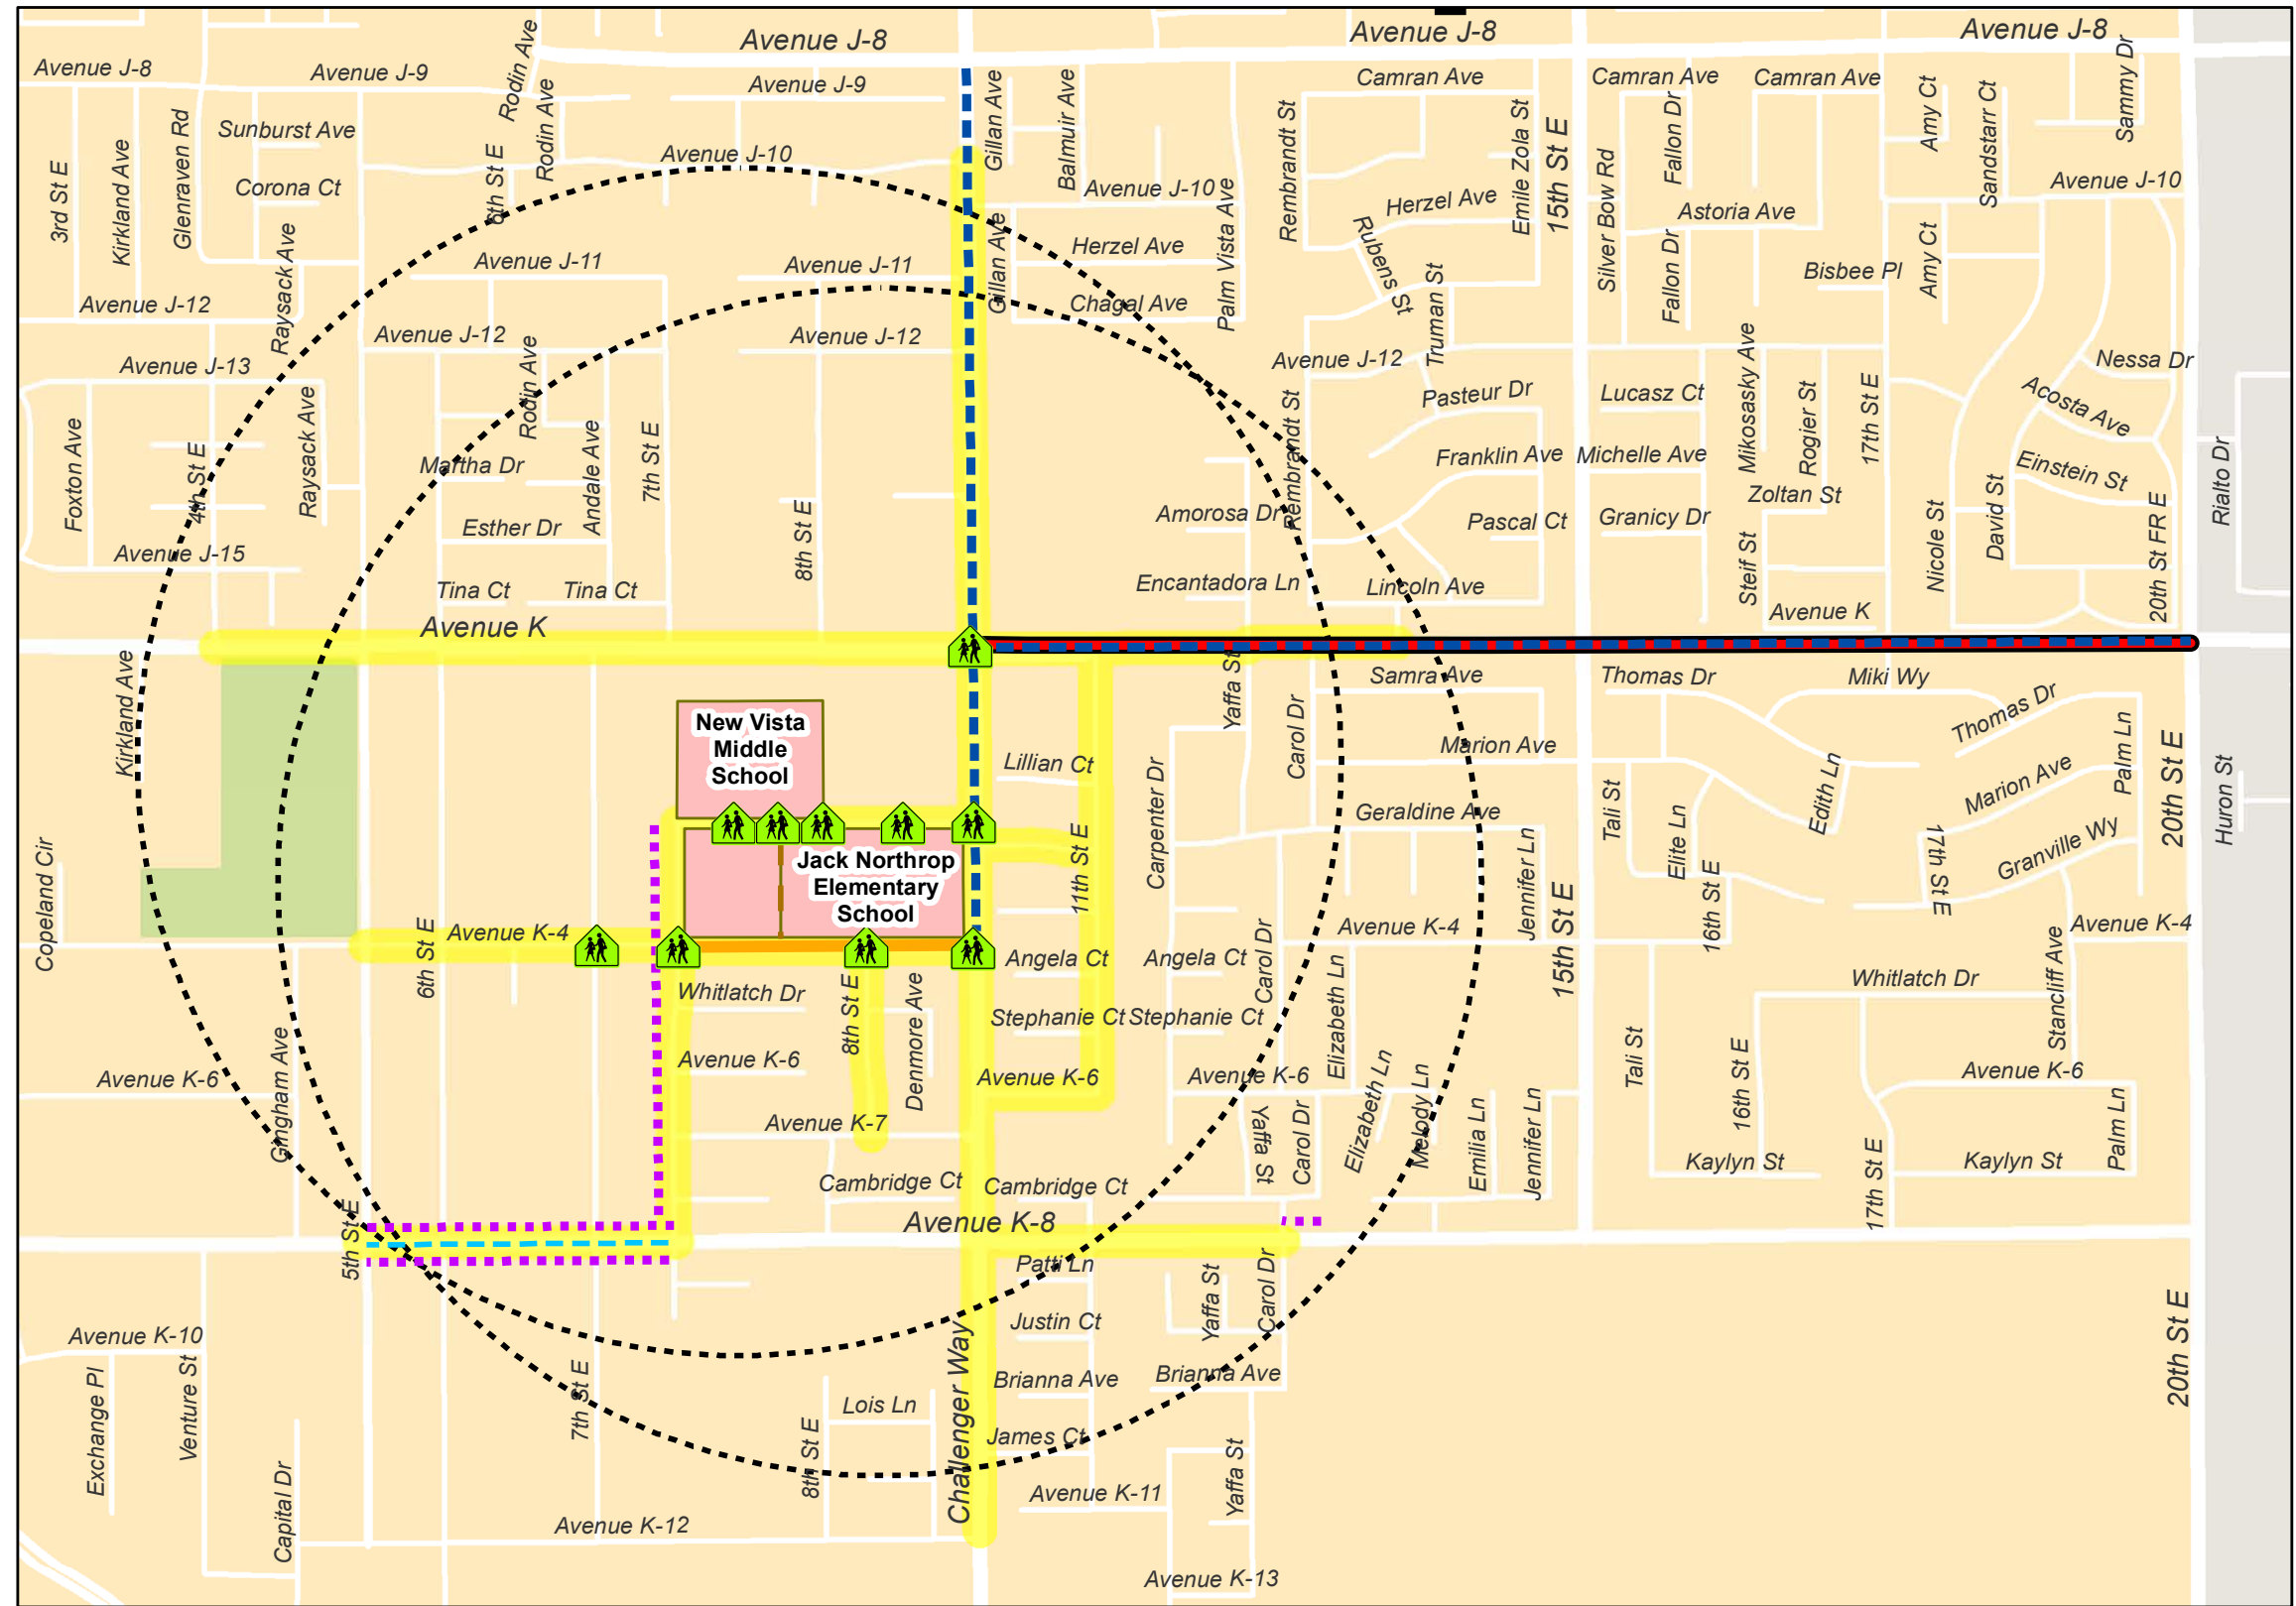 Avenue J-8
Avenue J-8
Avenue J-8
Avenue J-8
Avenue J-9
Avenue J-9
Camran Ave
Camran Ave
Camran Ave
Rodin Ave
Rodin Ave
Gillan Ave
Balmuir Ave
Sammy Dr
Amy Ct
Sandstarr Ct
Fallon Dr
Emile Zola St
15th St E
Rembrandt St
Silver Bow Rd
Sunburst Ave
Glenraven Rd
Kirkland Ave
3rd St E
6th St E
Avenue J-10
Avenue J-10
Avenue J-10
Corona Ct
Herzel Ave
Astoria Ave
Herzel Ave
Palm Vista Ave
Gillan Ave
Rubens St
Raysack Ave
Avenue J-11
Avenue J-11
Bisbee Pl
Fallon Dr
Amy Ct
Chagal Ave
Truman St
Avenue J-12
Avenue J-12
Avenue J-12
Avenue J-12
Rodin Ave
Avenue J-13
Nessa Dr
Mikosasky Ave
Rogier St
17th St E
Pasteur Dr
Lucasz Ct
Acosta Ave
Rembrandt St
Foxton Ave
4th St E
Raysack Ave
Martha Dr
Andale Ave
7th St E
Franklin Ave
Michelle Ave
Einstein St
Rialto Dr
Zoltan St
Esther Dr
8th St E
Amorosa Dr
Pascal Ct
Granicy Dr
Steif St
Nicole St
David St
20th St FR E
Avenue J-15
Tina Ct
Tina Ct
Encantadora Ln
Lincoln Ave
Avenue K
Avenue K
Kirkland Ave
Yaffa St
Samra Ave
Thomas Dr
Miki Wy
Thomas Dr
Palm Ln
20th St E
Huron St
New Vista
Middle
School
Carol Dr
Marion Ave
Lillian Ct
Carpenter Dr
Marion Ave
Tali St
Edith Ln
Geraldine Ave
Elite Ln
Granville Wy
17th St E
11th St E
Jennifer Ln
15th St E
16th St E
Jack Northrop
Elementary
School
Copeland Cir
Avenue K-4
Avenue K-4
Avenue K-4
6th St E
Angela Ct
Angela Ct
Carol Dr
Elizabeth Ln
Stancliff Ave
Whitlatch Dr
Whitlatch Dr
8th St E
Denmore Ave
Stephanie Ct
Stephanie Ct
Gingham Ave
Tali St
16th St E
Avenue K-6
Avenue K-6
Avenue K-6
Avenue K-6
Avenue K-6
Avenue K-7
Yaffa St
Carol Dr
Elizabeth Ln
Melody Ln
Emilia Ln
Jennifer Ln
Palm Ln
Kaylyn St
Kaylyn St
17th St E
Cambridge Ct
Cambridge Ct
5th St E
Avenue K-8
Patti Ln
Yaffa St
Carol Dr
Justin Ct
20th St E
Avenue K-10
Venture St
Exchange Pl
7th St E
Challenger Way
Brianna Ave
Brianna Ave
Lois Ln
James Ct
8th St E
Yaffa St
Capital Dr
Avenue K-11
Avenue K-12
Avenue K-13